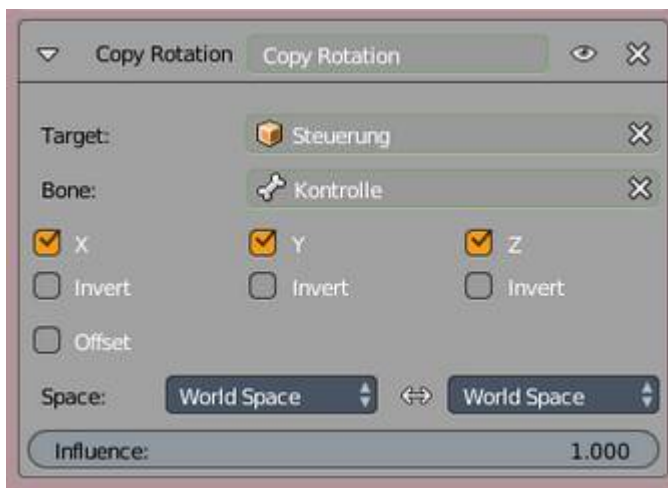 Copy Rotation Copy Rotation
Target: Steuerung
Bone: Kontrolle
X Y Z
Invert Invert Invert
Offset
Space: World Space World Space
Influence: 1.000